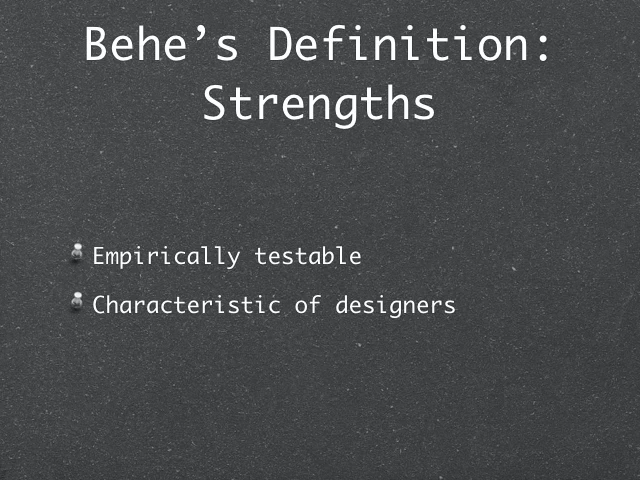 Behe’s Definition:
Strengths
Empirically testable
Characteristic of designers